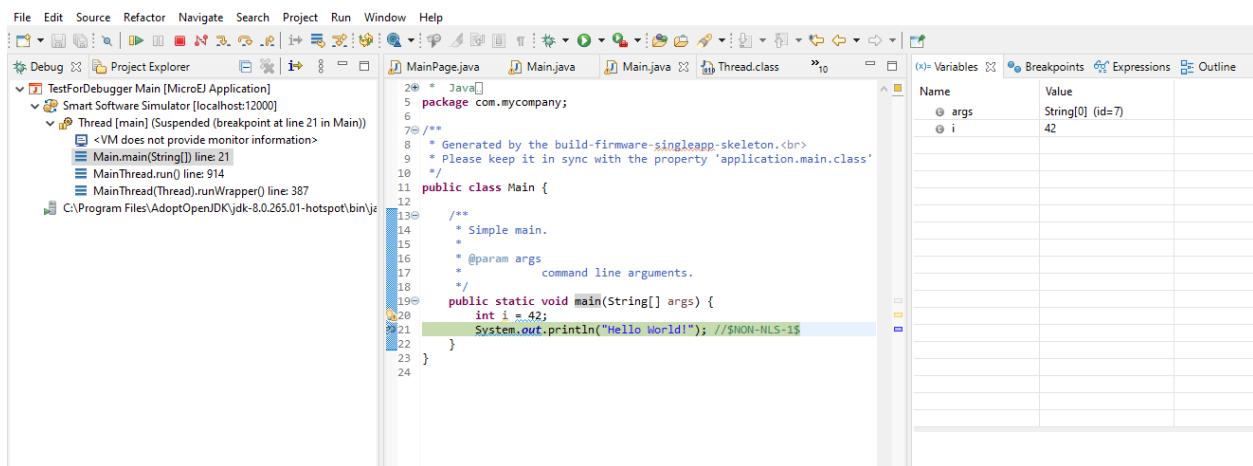 File Edit Source Refactor Navigate Search Project Run Window Help
Debug Project Explorer
TestForDebugger Main [MicroEJ Application]
Smart Software Simulator [localhost:12000]
Thread [main] (Suspended (breakpoint at line 21 in Main))
<VM does not provide monitor information>
Main.main(String[]) line: 21
MainThread.run() line: 914
MainThread(Thread).runWrapper() line: 387
C:\Program Files\AdoptOpenJDK\jdk-8.0.265.01-hotspot\bin\ja
MainPage.java Main.java Main.java Thread.class »10
2 * Java
5 package com.mycompany;
6
7 /**
8 * Generated by the build-firmware-singleapp-skeleton.<br>
9 * Please keep it in sync with the property 'application.main.class'
10 */
11 public class Main {
12
13 /**
14 * Simple main.
15 *
16 * @param args
17 * command line arguments.
18 */
19 public static void main(String[] args) {
20 int i = 42;
21 System.out.println("Hello World!"); //$NON-NLS-1$
22 }
23 }
24
(x)= Variables Breakpoints Expressions Outline
Name Value
args String[0] (id=7)
i 42